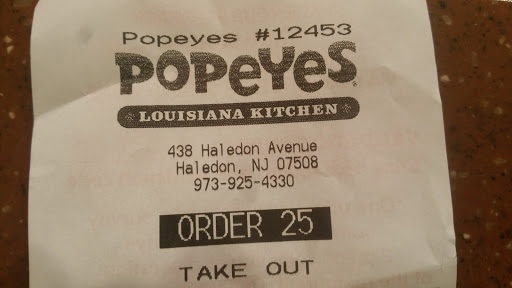 Popeyes #12453
POPEYES
LOUISIANA KITCHEN
438 Haledon Avenue
Haledon, NJ 07508
973-925-4330
ORDER 25
TAKE OUT